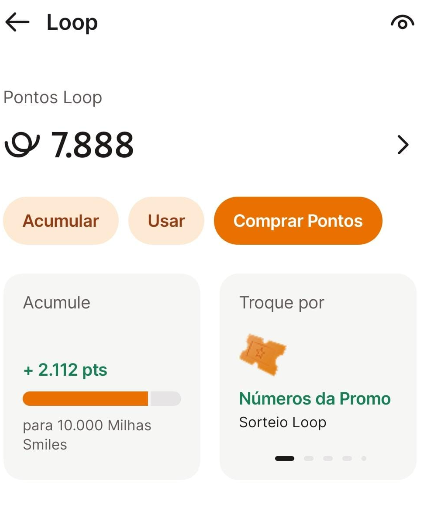 Loop
Pontos Loop
7.888
Acumular
Usar
Comprar Pontos
Acumule
+ 2.112 pts
para 10.000 Milhas
Smiles
Troque por
Números da Promo
Sorteio Loop